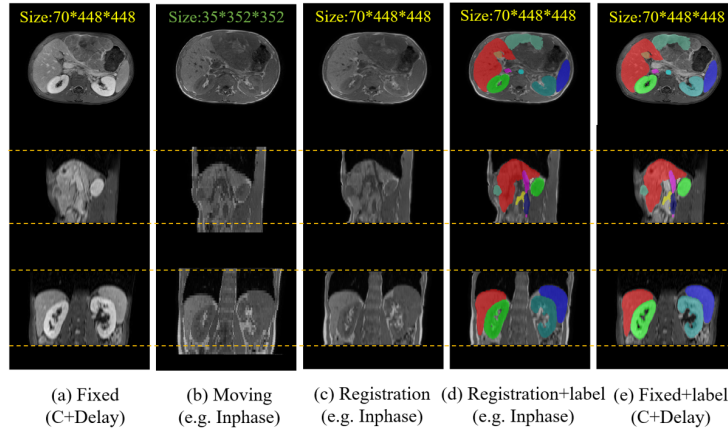 Size:70*448*448
Size:35*352*352
Size:70*448*448
Size:70*448*448
Size:70*448*448
(a) Fixed
(C+Delay)
(b) Moving
(e.g. Inphase)
(c) Registration
(e.g. Inphase)
(d) Registration+label
(e.g. Inphase)
(e) Fixed+label
(C+Delay)